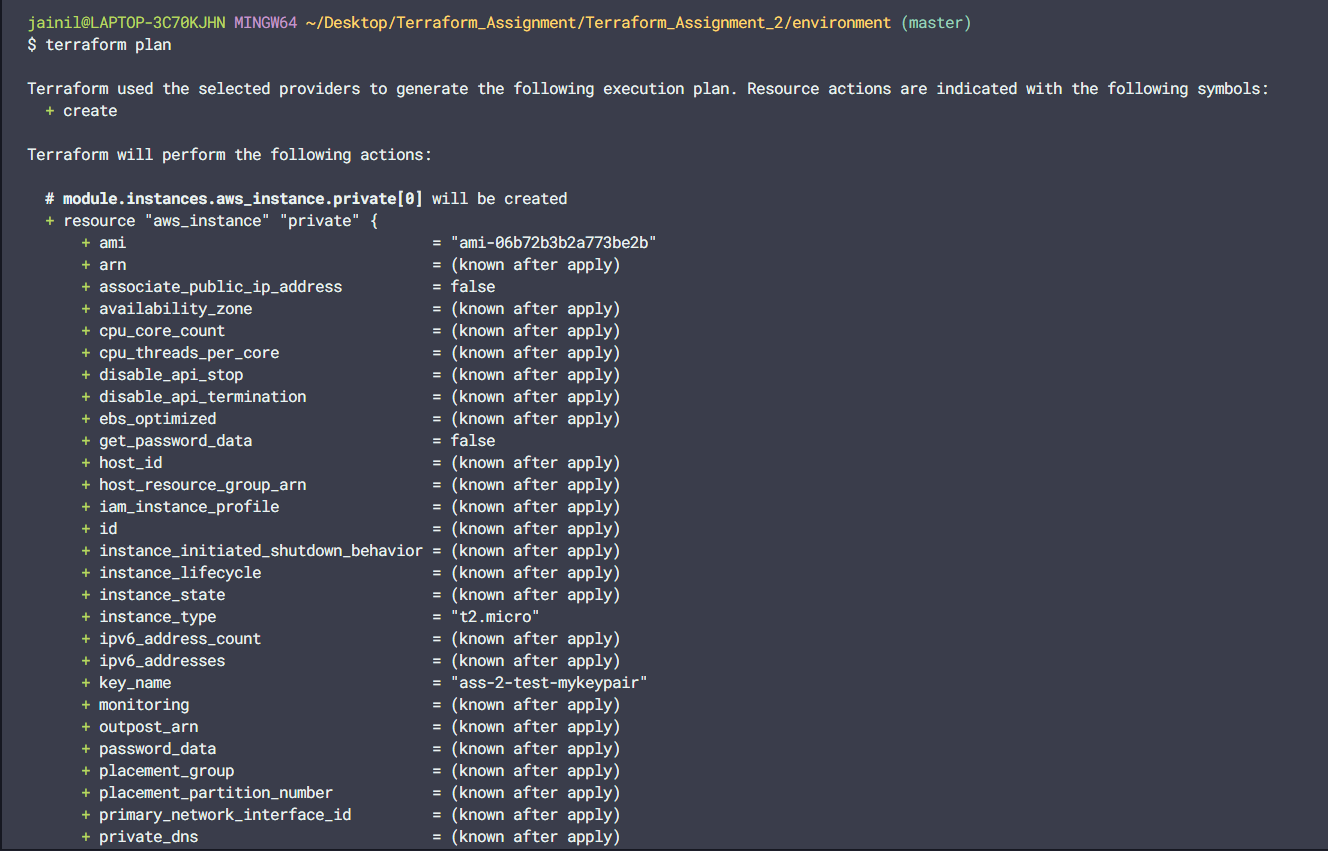 jainil@LAPTOP-3C70KJHN MINGW64 ~/Desktop/Terraform_Assignment/Terraform_Assignment_2/environment (master)
$ terraform plan
Terraform used the selected providers to generate the following execution plan. Resource actions are indicated with the following symbols:
+ create
Terraform will perform the following actions:
# module.instances.aws_instance.private[0] will be created
+ resource "aws_instance" "private" {
+ ami = "ami-06b72b3b2a773be2b"
+ arn = (known after apply)
+ associate_public_ip_address = false
+ availability_zone = (known after apply)
+ cpu_core_count = (known after apply)
+ cpu_threads_per_core = (known after apply)
+ disable_api_stop = (known after apply)
+ disable_api_termination = (known after apply)
+ ebs_optimized = (known after apply)
+ get_password_data = false
+ host_id = (known after apply)
+ host_resource_group_arn = (known after apply)
+ iam_instance_profile = (known after apply)
+ id = (known after apply)
+ instance_initiated_shutdown_behavior = (known after apply)
+ instance_lifecycle = (known after apply)
+ instance_state = (known after apply)
+ instance_type = "t2.micro"
+ ipv6_address_count = (known after apply)
+ ipv6_addresses = (known after apply)
+ key_name = "ass-2-test-mykeypair"
+ monitoring = (known after apply)
+ outpost_arn = (known after apply)
+ password_data = (known after apply)
+ placement_group = (known after apply)
+ placement_partition_number = (known after apply)
+ primary_network_interface_id = (known after apply)
+ private_dns = (known after apply)